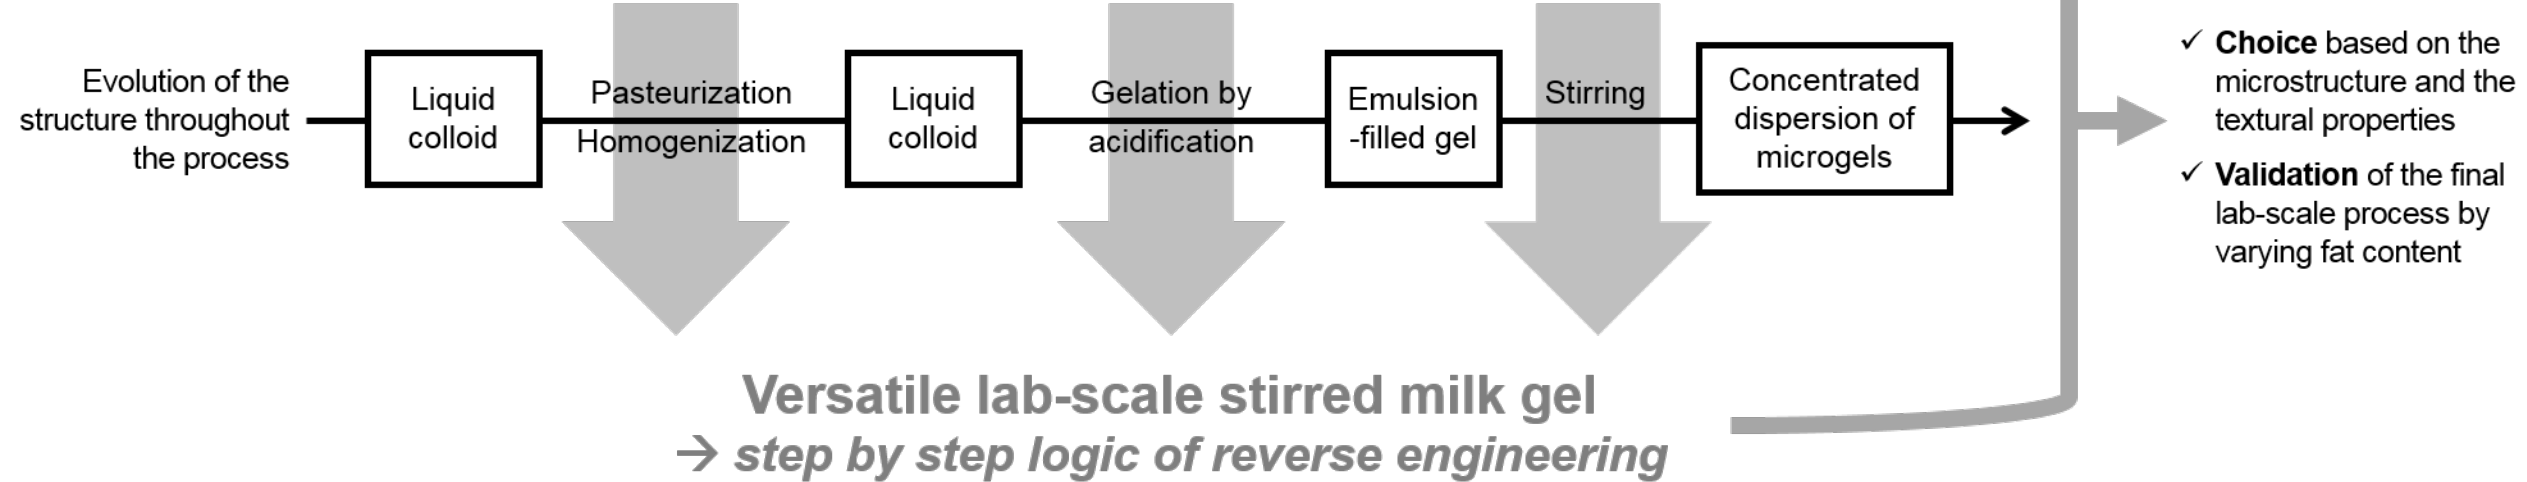 Evolution of the
structure throughout
the process
Liquid
colloid
Pasteurization
Homogenization
Liquid
colloid
Gelation by
acidification
Emulsion
-filled gel
Stirring
Concentrated
dispersion of
microgels
✓ Choice based on the
microstructure and the
textural properties
✓ Validation of the final
lab-scale process by
varying fat content
Versatile lab-scale stirred milk gel
→ step by step logic of reverse engineering